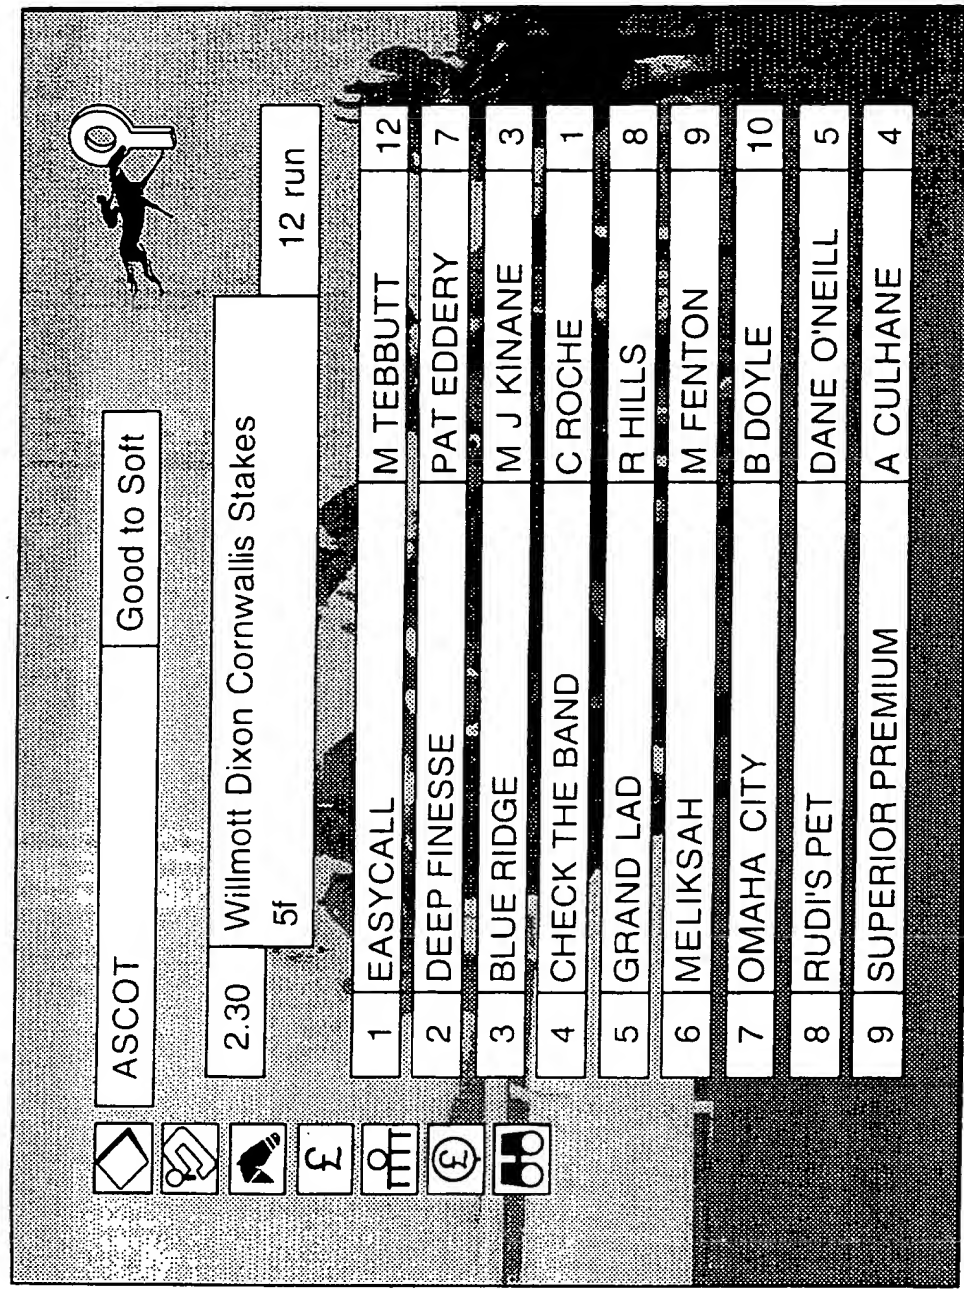 ASCOT Good to Soft
2.30 Willmott Dixon Cornwallis Stakes
5f 12 run
1 EASYCALL M TEBBUTT 12
2 DEEP FINESSE PAT EDDERY 7
3 BLUE RIDGE M J KINANE 3
4 CHECK THE BAND C ROCHE 1
5 GRAND LAD R HILLS 8
6 MELIKSAH M FENTON 9
7 OMAHA CITY B DOYLE 10
8 RUDI'S PET DANE O'NEILL 5
9 SUPERIOR PREMIUM A CULHANE 4
£
£